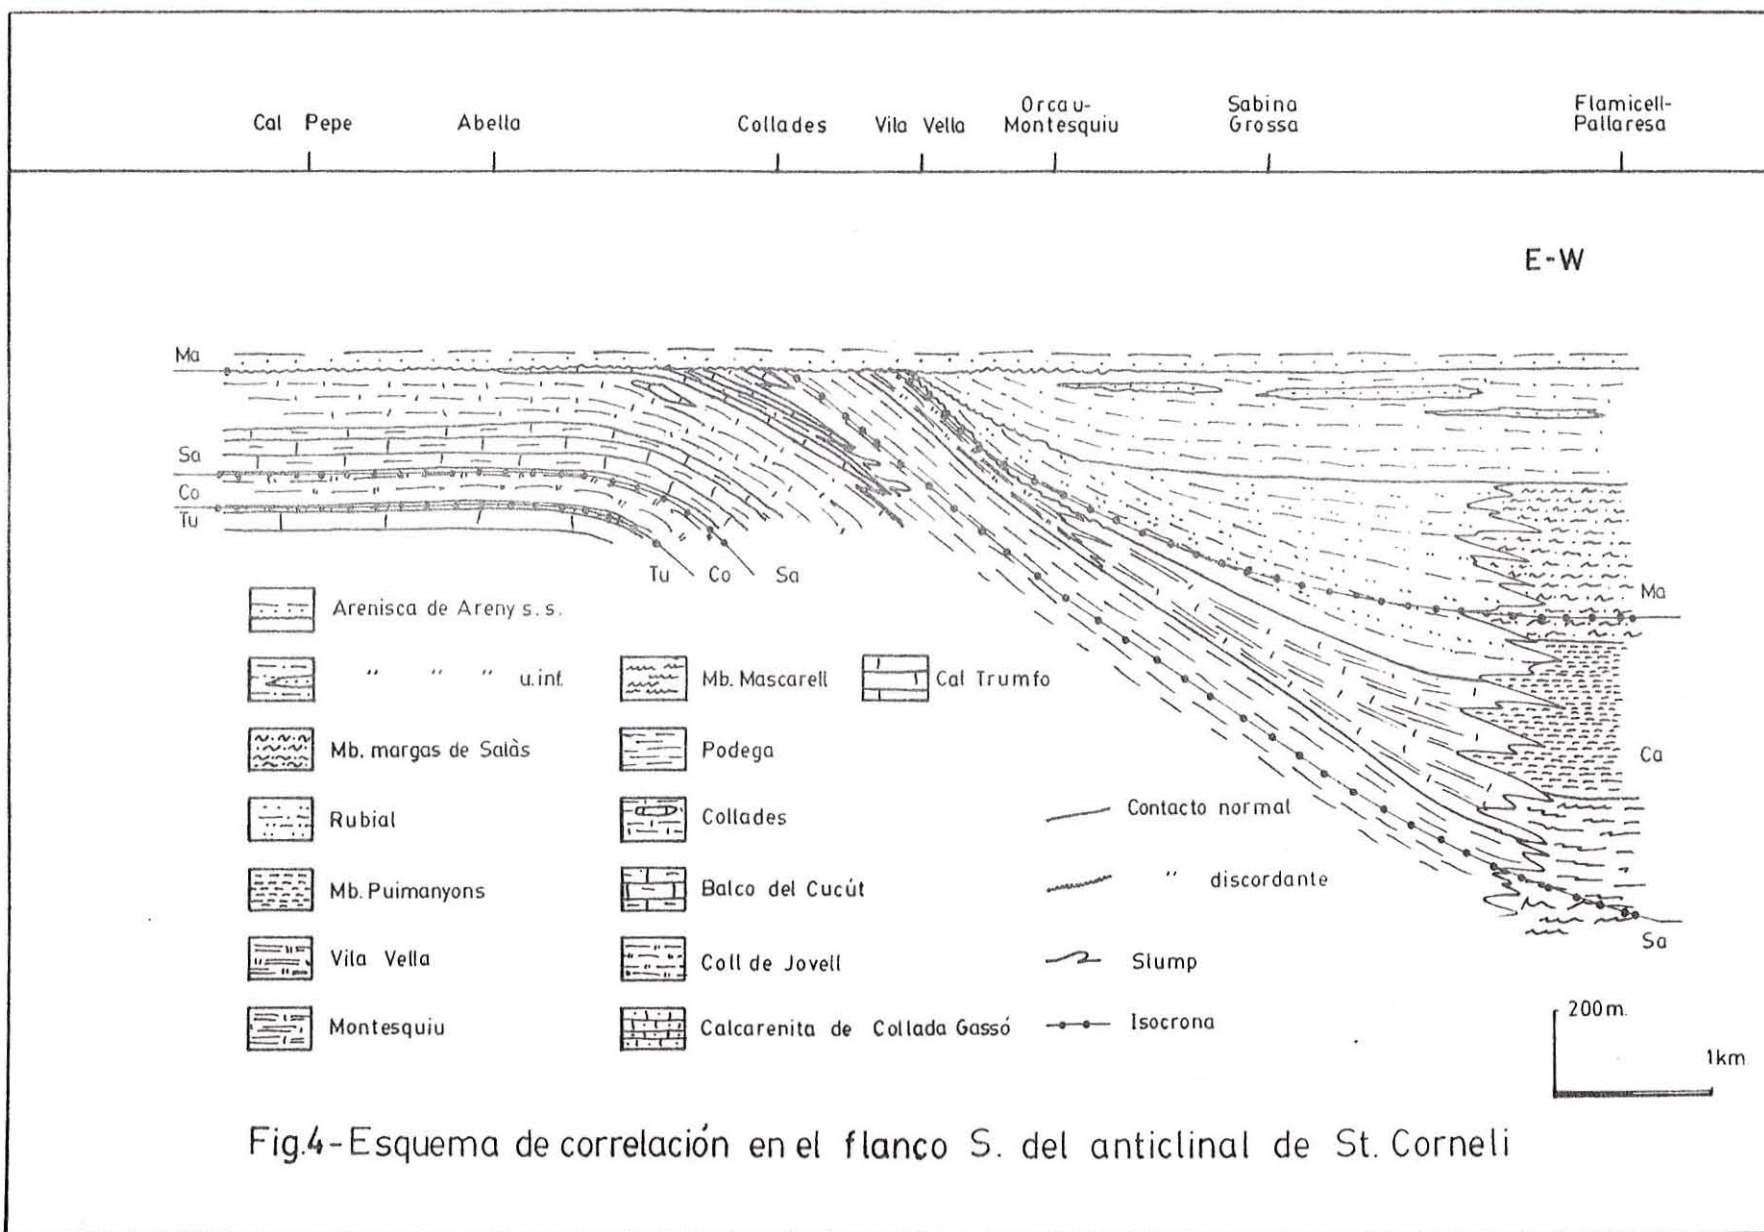 Cal Pepe
Abella
Collades
Vila Vella
Orcau-
Montesquiu
Sabina
Grossa
Flamicell-
Pallaresa
E-W
Ma
Sa
Co
Tu
Tu
Co
Sa
Ma
Ca
Sa
Arenisca de Areny s.s.
" " " u.inf.
Mb. margas de Salàs
Rubial
Mb. Puimanyons
Vila Vella
Montesquiu
Mb. Mascarell
Podega
Collades
Balco del Cucút
Coll de Jovell
Calcarenita de Collada Gassó
Cal Trumfo
Contacto normal
" discordante
Slump
Isocrona
200m.
1km
Fig.4-Esquema de correlación en el flanco S. del anticlinal de St. Corneli